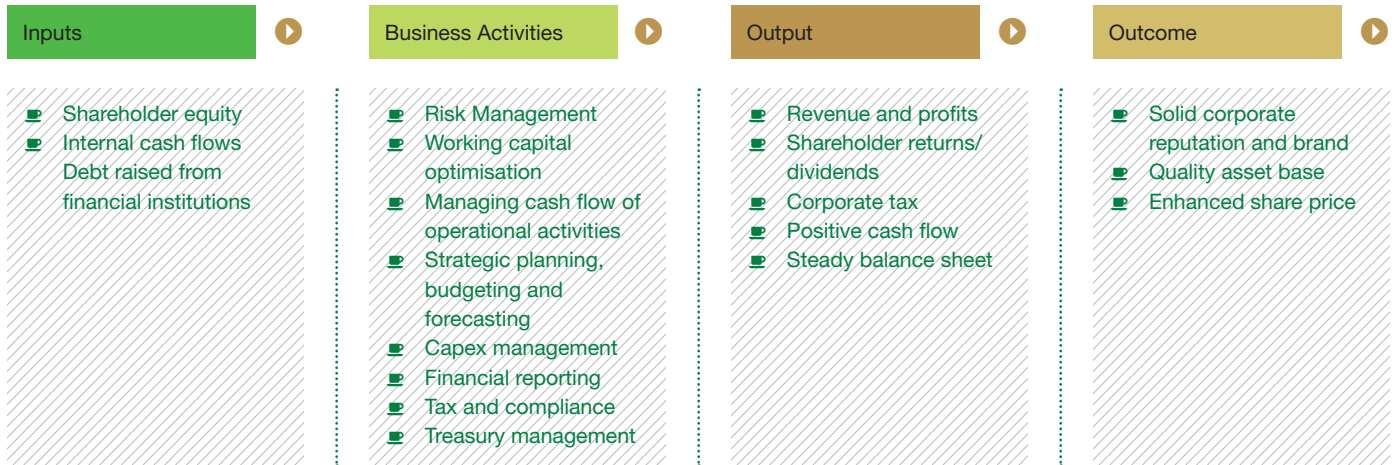 Inputs
Shareholder equity
Internal cash flows
Debt raised from
financial institutions
Business Activities
Risk Management
Working capital
optimisation
Managing cash flow of
operational activities
Strategic planning,
budgeting and
forecasting
Capex management
Financial reporting
Tax and compliance
Treasury management
Output
Revenue and profits
Shareholder returns/
dividends
Corporate tax
Positive cash flow
Steady balance sheet
Outcome
Solid corporate
reputation and brand
Quality asset base
Enhanced share price